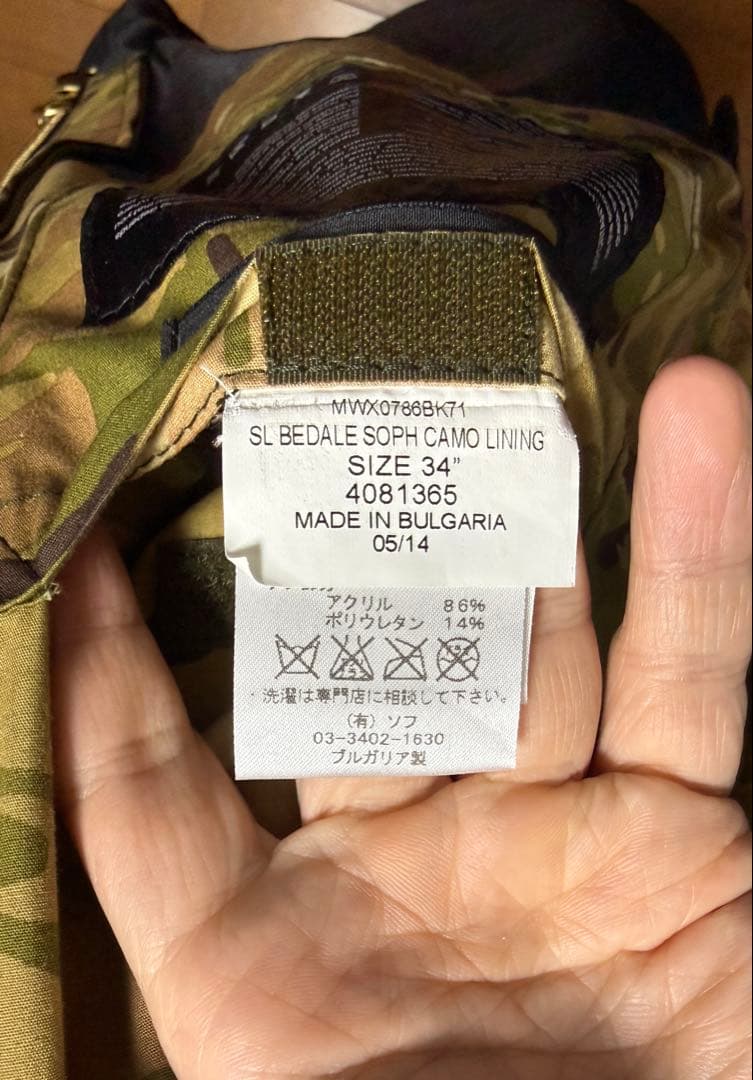 MWX0786BK71
SL BEDALE SOPH CAMO LINING
SIZE 34”
4081365
MADE IN BULGARIA
05/14
アクリル 86%
ポリウレタン 14%
・洗濯は専門店に相談して下さい。
(有) ソフ
03-3402-1630
ブルガリア製